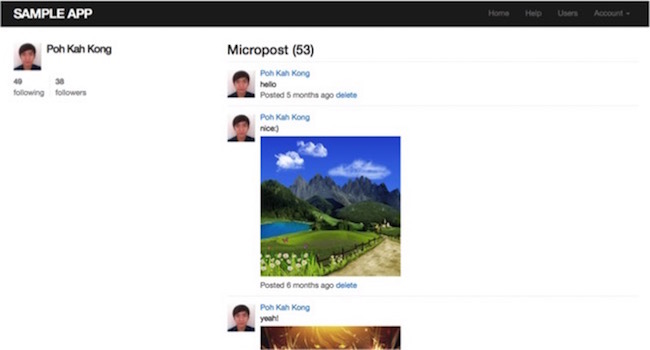 SAMPLE APP
Home Help Users Account
Poh Kah Kong
49 38
following followers
Micropost (53)
Poh Kah Kong
hello
Posted 5 months ago delete
Poh Kah Kong
nice:)
Posted 6 months ago delete
Poh Kah Kong
yeah!